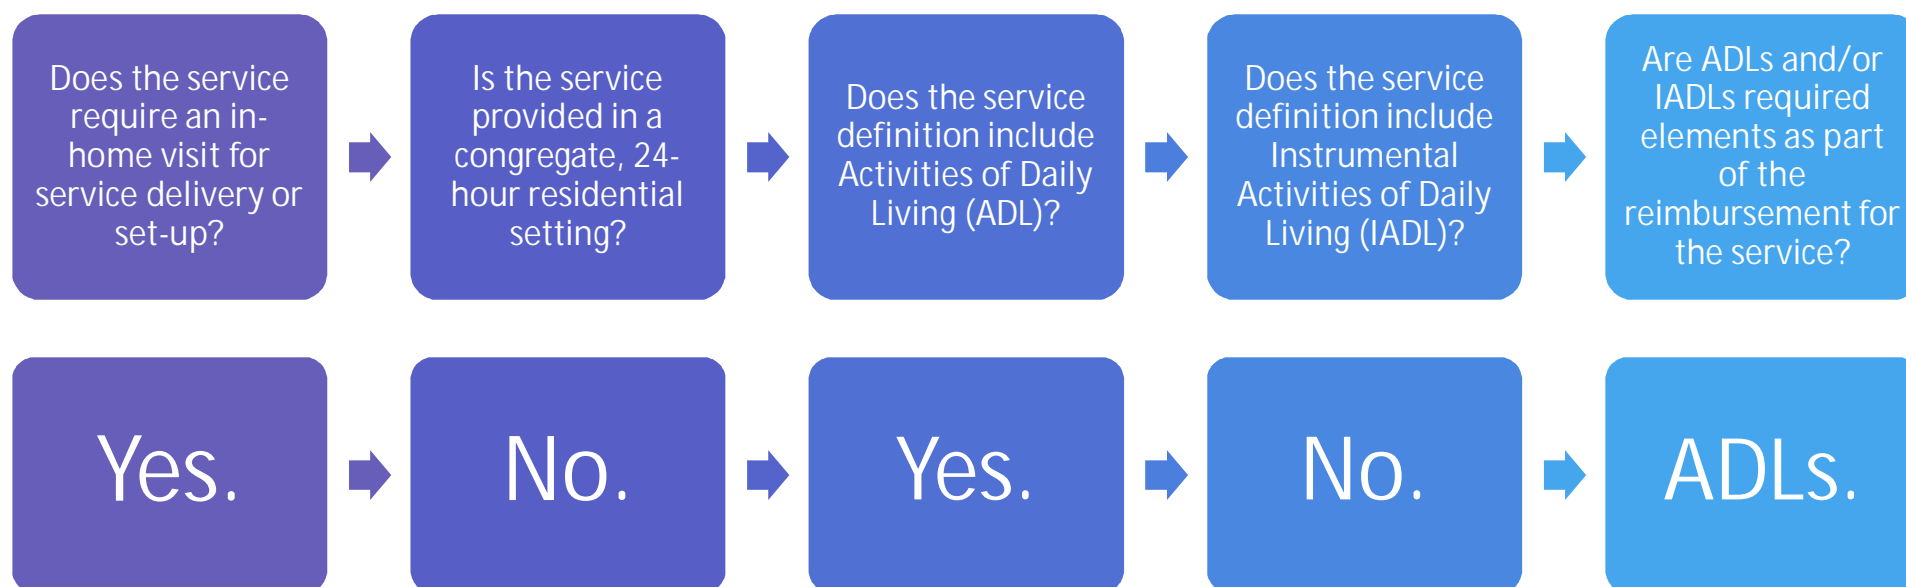 Does the service
require an in-
home visit for
service delivery or
set-up?
Is the service
provided in a
congregate, 24-
hour residential
setting?
Does the service
definition include
Activities of Daily
Living (ADL)?
Does the service
definition include
Instrumental
Activities of Daily
Living (IADL)?
Are ADLs and/or
IADLs required
elements as part
of the
reimbursement for
the service?
Yes.
No.
Yes.
No.
ADLs.